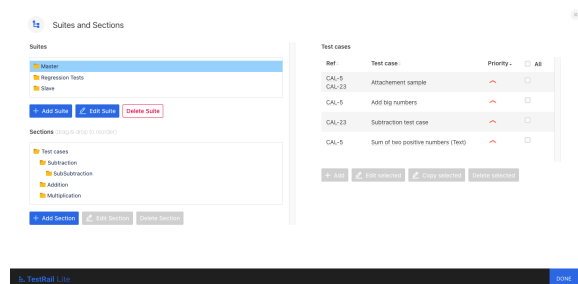 Suites and Sections
Suites
Master
Regression Tests
Slave
+ Add Suite Edit Suite Delete Suite
Sections (drag & drop to reorder)
Test cases
Subtraction
SubSubtraction
Addition
Multiplication
+ Add Section Edit Section Delete Section
Test cases
Ref Test case Priority All
CAL-5
CAL-23
Attachement sample
CAL-5 Add big numbers
CAL-23 Subtraction test case
CAL-5 Sum of two positive numbers (Text)
+ Add Edit selected Copy selected Delete selected
TestRail Lite
DONE